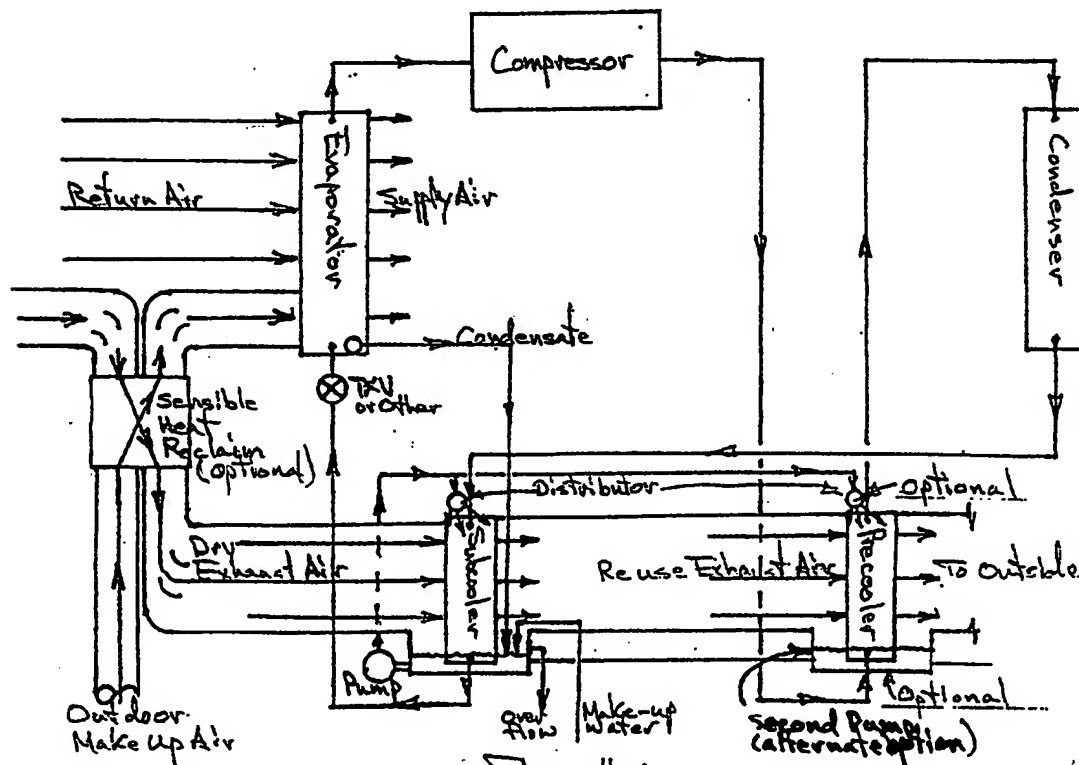 Compressor
Evaporation
Condenser
Return Air
Supply Air
Condensate
TXV
or Other
Sensible
Heat
Reclaim
(Optional)
Distributor
Optional
Dry
Exhaust Air
Subcooler
Reuse Exhaust Air
Precooler
To Outside
Pump
Over
flow
Make-up
Water
Optional
Second Pump
(alternate option)
Outdoor
Make Up Air